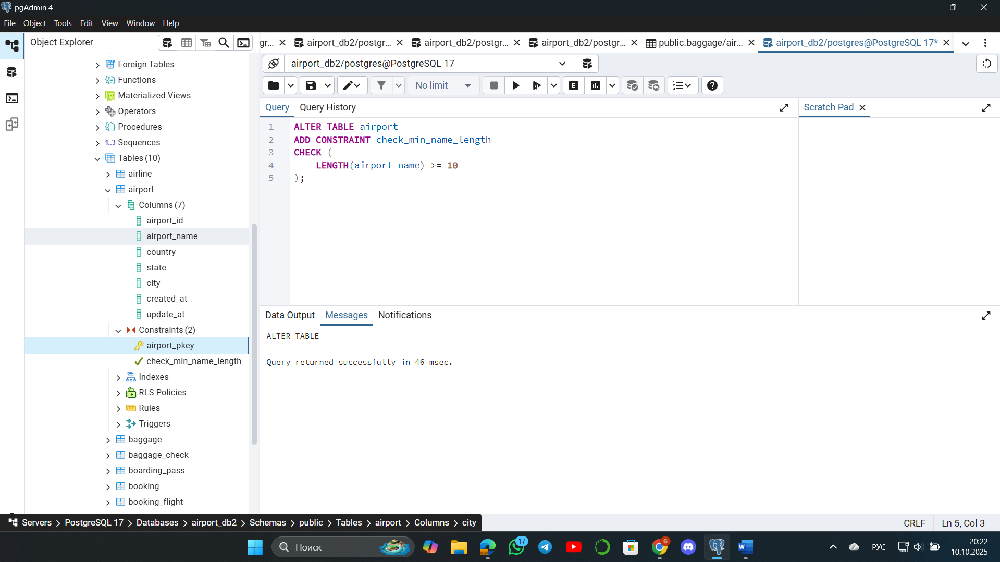 pgAdmin 4
File Object Tools Edit View Window Help
Object Explorer
gr... airport_db2/postgr... airport_db2/postgr... airport_db2/postgr... public.baggage/air... airport_db2/postgres@PostgreSQL 17*
airport_db2/postgres@PostgreSQL 17
No limit
E
Query Query History
Scratch Pad
1 ALTER TABLE airport
2 ADD CONSTRAINT check_min_name_length
3 CHECK (
4 LENGTH(airport_name) >= 10
5 );
Foreign Tables
Functions
Materialized Views
Operators
Procedures
1..3 Sequences
Tables (10)
airline
airport
Columns (7)
airport_id
airport_name
country
state
city
created_at
update_at
Constraints (2)
airport_pkey
check_min_name_length
Indexes
RLS Policies
Rules
Triggers
baggage
baggage_check
boarding_pass
booking
booking_flight
Data Output Messages Notifications
ALTER TABLE
Query returned successfully in 46 msec.
Servers > PostgreSQL 17 > Databases > airport_db2 > Schemas > public > Tables > airport > Columns > city
CRLF Ln 5, Col 3
Поиск
17
G
W
РУС
20:22
10.10.2025